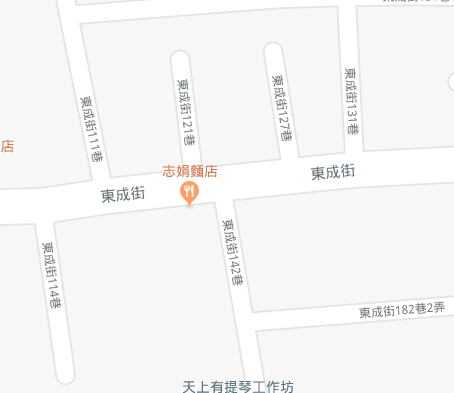 東成街131巷
東成街127巷
東成街121巷
東成街111巷
店
志娟麵店
東成街
東成街
東成街142巷
東成街114巷
東成街182巷2弄
天上有提琴工作坊